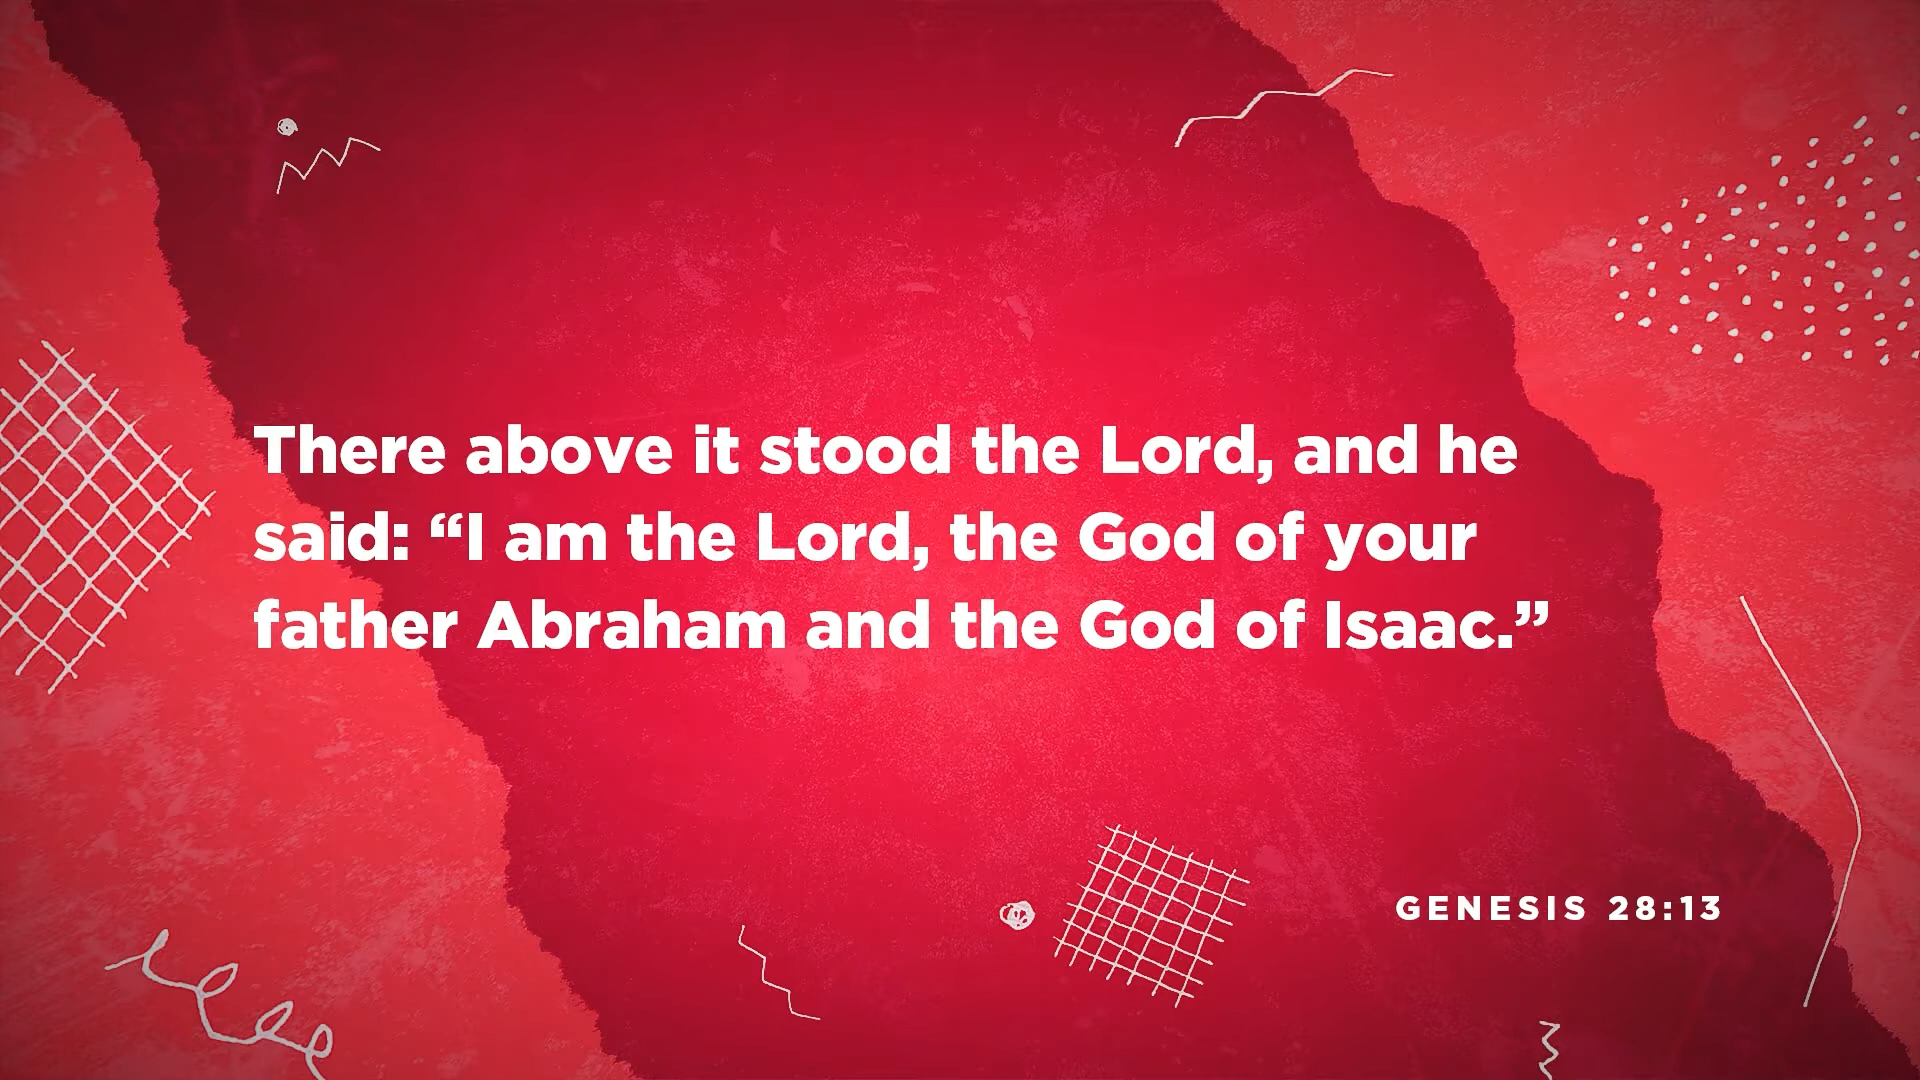 There above it stood the Lord, and he
said: “I am the Lord, the God of your
father Abraham and the God of Isaac.”
GENESIS 28:13